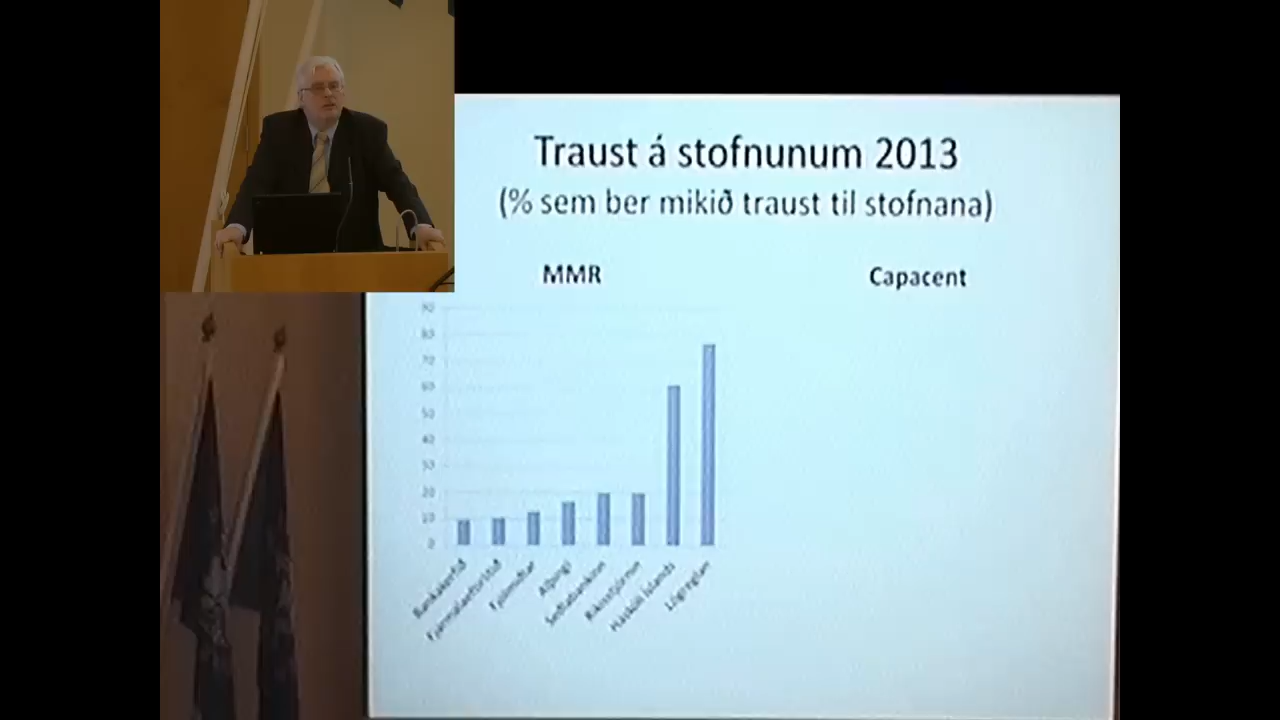 Traust á stofnunum 2013
(% sem ber mikið traust til stofnana)
MMR
Capacent
90
80
70
60
50
40
30
20
10
0
Bankakerfið
Fjármálaeftirlitið
Fjölmiðlar
Alþingi
Seðlabankinn
Ríkisstjórnin
Háskóli Íslands
Lögreglan